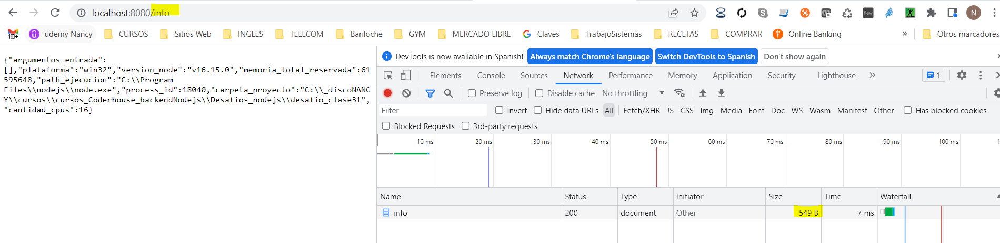 localhost:8080/info
N
100+
udemy Nancy CURSOS Sitios Web INGLES TELECOM Bariloche GYM MERCADO LIBRE Claves TrabajoSistemas RECETAS COMPRAR Online Banking » Otros marcadores
{"argumentos_entrada":
[],"plataforma":"win32","version_node":"v16.15.0","memoria_total_reservada":61
595648,"path_ejecucion":"C:\\Program
Files\\nodejs\\node.exe","process_id":18040,"carpeta_proyecto":"C:\\_discoNANC
Y\\cursos\\cursos_Coderhouse_backendNodejs\\Desafios_nodejs\\desafio_clase31",
"cantidad_cpus":16}
DevTools is now available in Spanish! Always match Chrome's language Switch DevTools to Spanish Don't show again
Elements Console Sources Network Performance Memory Application Security Lighthouse » 1
Preserve log Disable cache No throttling
Filter Invert Hide data URLs All Fetch/XHR JS CSS Img Media Font Doc WS Wasm Manifest Other Has blocked cookies
Blocked Requests 3rd-party requests
10 ms 20 ms 30 ms 40 ms 50 ms 60 ms 70 ms 80 ms 90 ms 100 ms
Name Status Type Initiator Size Time Waterfall
info 200 document Other 549 B 7 ms